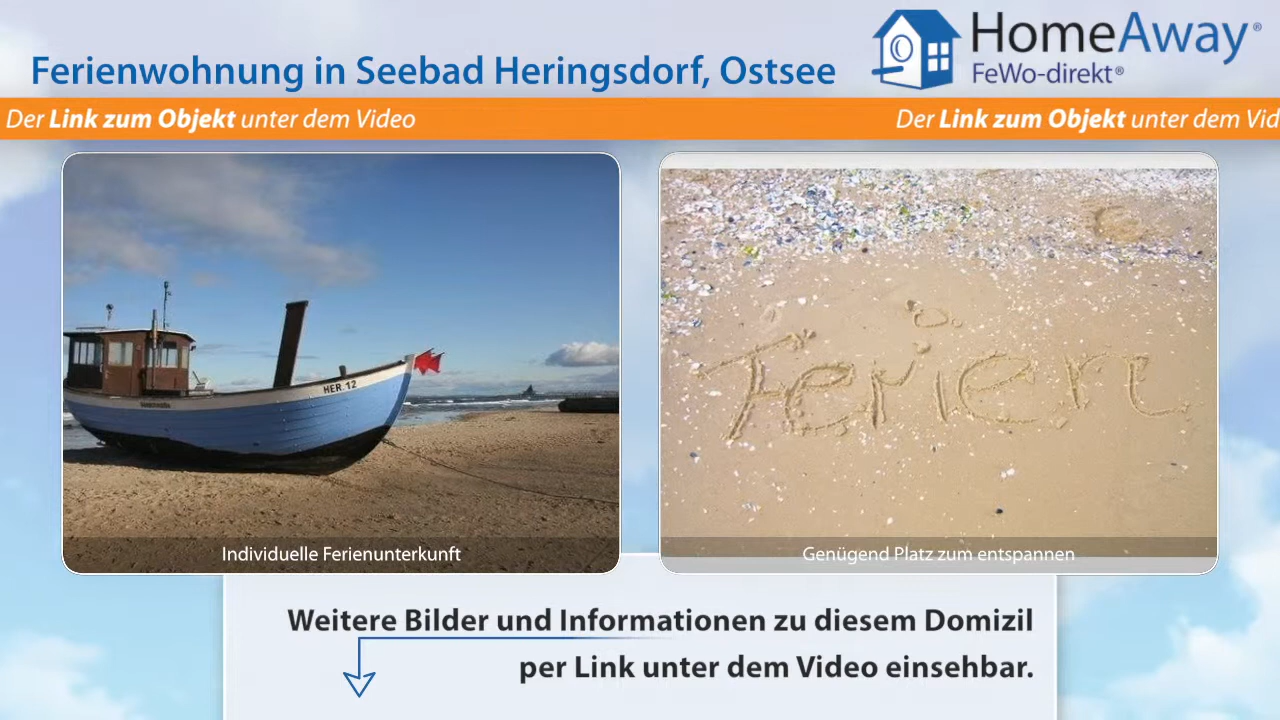 Ferienwohnung in Seebad Heringsdorf, Ostsee
HomeAway®
FeWo-direkt®
Der Link zum Objekt unter dem Video
Der Link zum Objekt unter dem Vid
HER. 12
Ferien
Individuelle Ferienunterkunft
Genügend Platz zum entspannen
Weitere Bilder und Informationen zu diesem Domizil
per Link unter dem Video einsehbar.